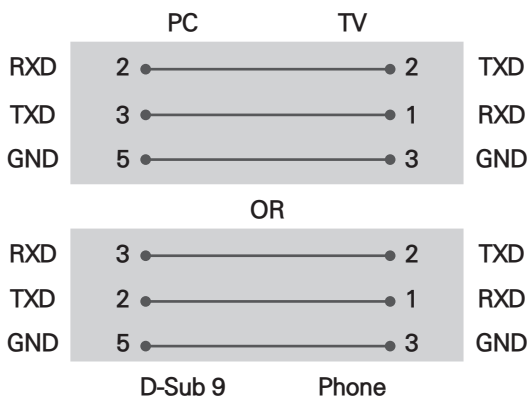 PC TV
RXD 2 2 TXD
TXD 3 1 RXD
GND 5 3 GND
OR
RXD 3 2 TXD
TXD 2 1 RXD
GND 5 3 GND
D-Sub 9 Phone